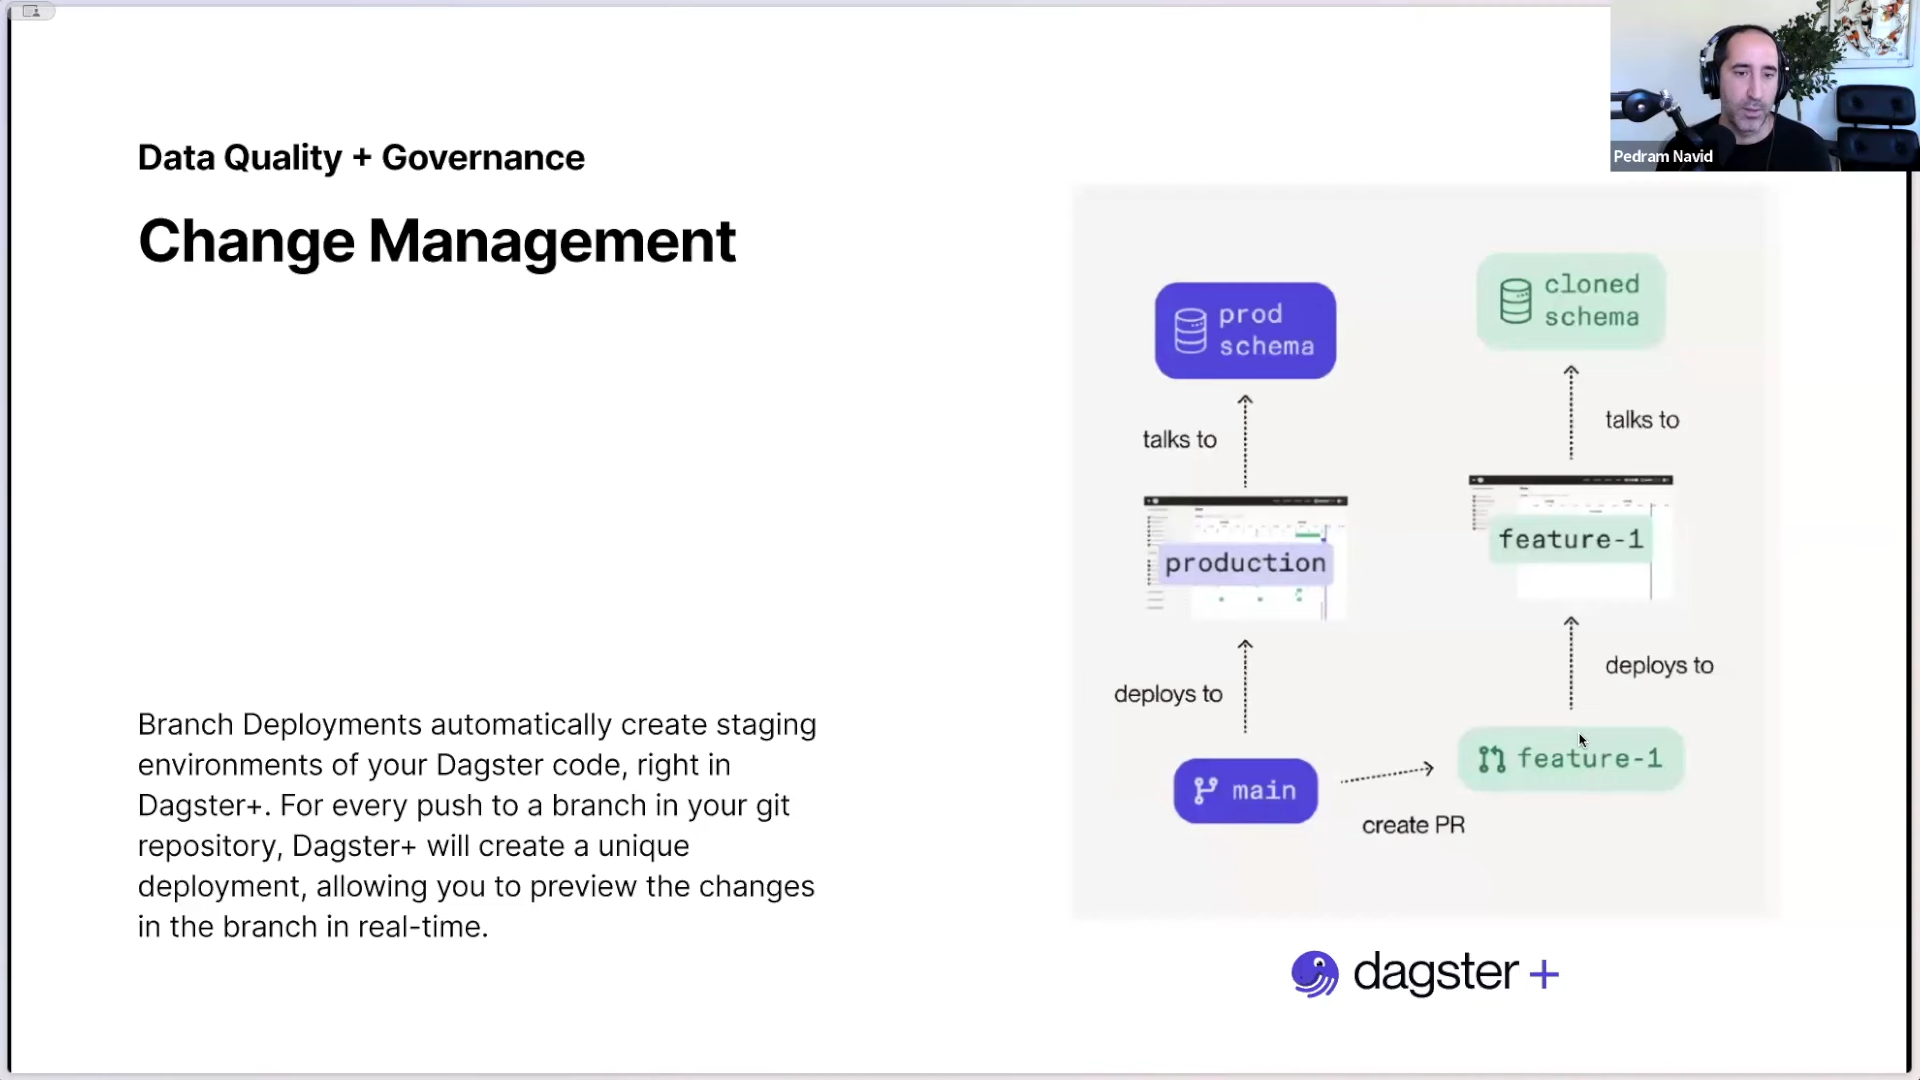 Pedram Navid
Data Quality + Governance
Change Management
Branch Deployments automatically create staging
environments of your Dagster code, right in
Dagster+. For every push to a branch in your git
repository, Dagster+ will create a unique
deployment, allowing you to preview the changes
in the branch in real-time.
prod
schema
cloned
schema
talks to
talks to
production
feature-1
deploys to
deploys to
main
feature-1
create PR
dagster +